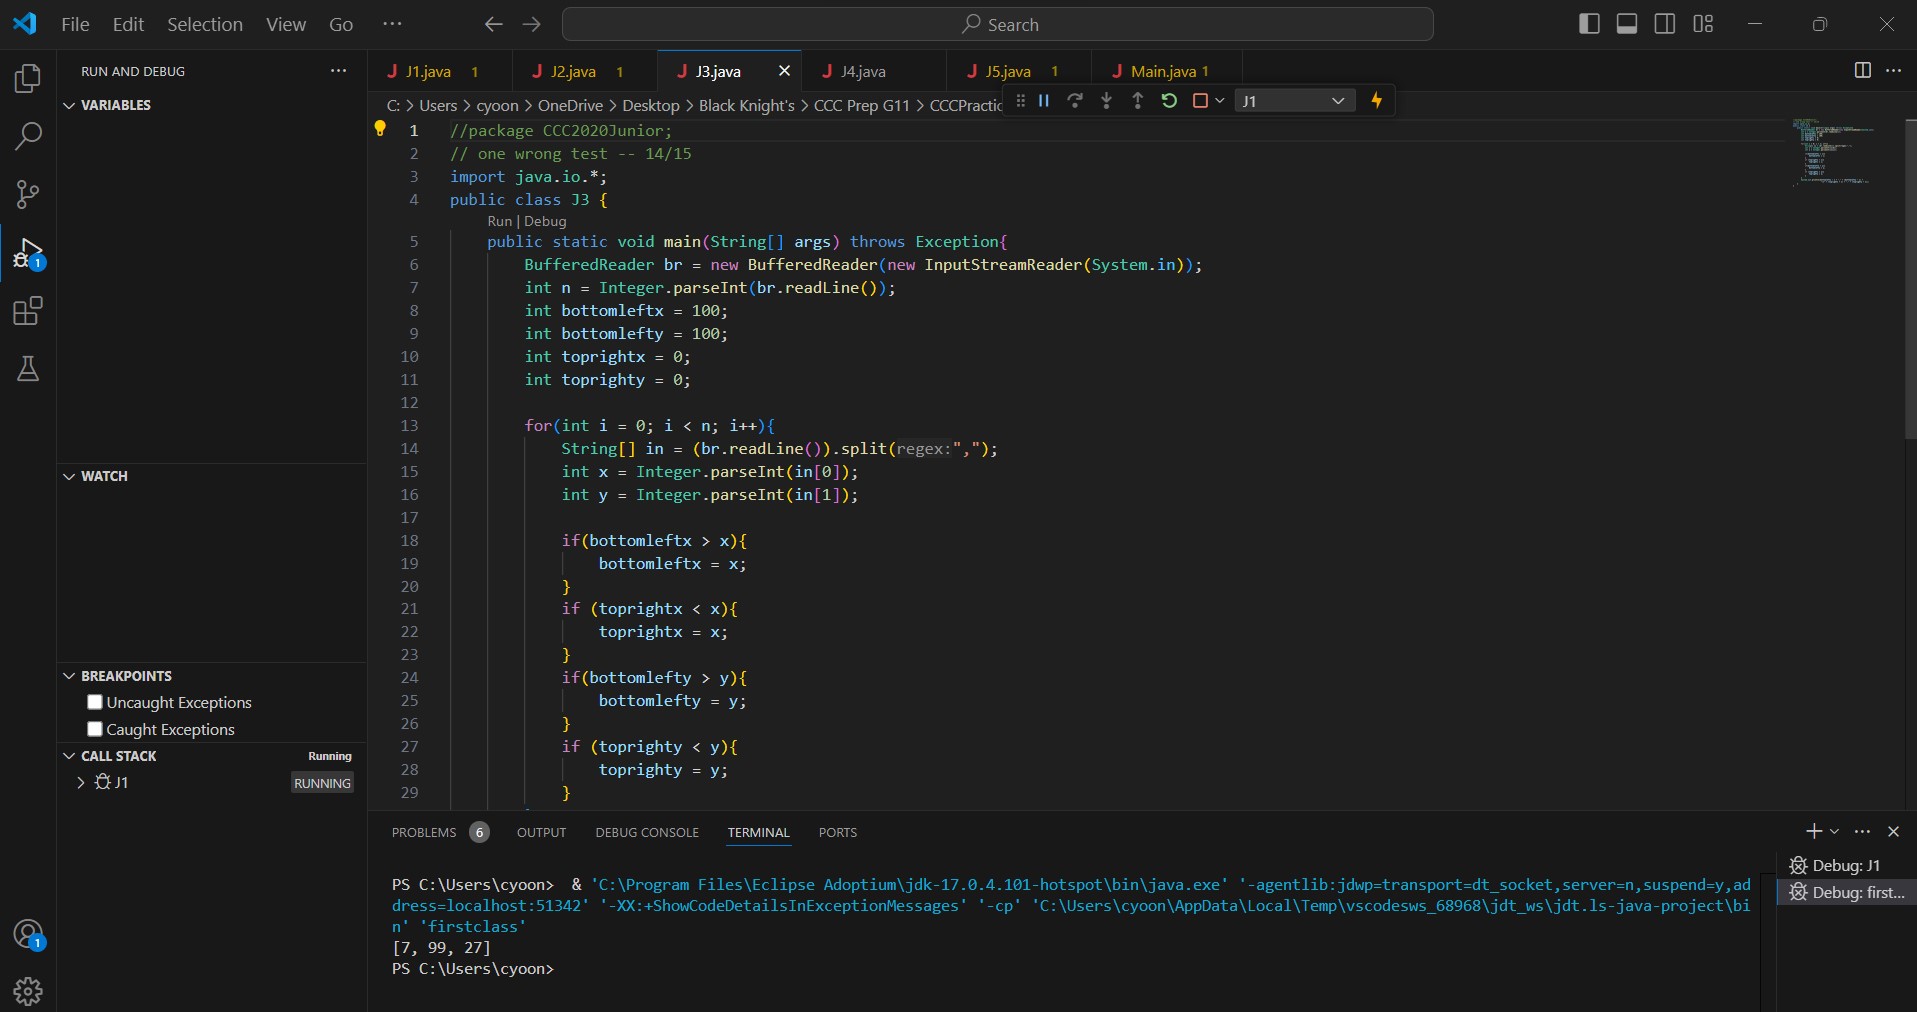 File Edit Selection View Go ··· Search
RUN AND DEBUG ···
VARIABLES
WATCH
BREAKPOINTS
Uncaught Exceptions
Caught Exceptions
CALL STACK Running
J1 RUNNING
1
1
J J1.java 1 J J2.java 1 J J3.java J J4.java J J5.java 1 J Main.java 1
C: > Users > cyoon > OneDrive > Desktop > Black Knight's > CCC Prep G11 > CCCPractic
J1
1 //package CCC2020Junior;
2 // one wrong test -- 14/15
3 import java.io.*;
4 public class J3 {
Run | Debug
5 public static void main(String[] args) throws Exception{
6 BufferedReader br = new BufferedReader(new InputStreamReader(System.in));
7 int n = Integer.parseInt(br.readLine());
8 int bottomleftx = 100;
9 int bottomlefty = 100;
10 int toprightx = 0;
11 int toprighty = 0;
12
13 for(int i = 0; i < n; i++){
14 String[] in = (br.readLine()).split(regex:",");
15 int x = Integer.parseInt(in[0]);
16 int y = Integer.parseInt(in[1]);
17
18 if(bottomleftx > x){
19 bottomleftx = x;
20 }
21 if (toprightx < x){
22 toprightx = x;
23 }
24 if(bottomlefty > y){
25 bottomlefty = y;
26 }
27 if (toprighty < y){
28 toprighty = y;
29 }
PROBLEMS 6 OUTPUT DEBUG CONSOLE TERMINAL PORTS
PS C:\Users\cyoon>  & 'C:\Program Files\Eclipse Adoptium\jdk-17.0.4.101-hotspot\bin\java.exe' '-agentlib:jdwp=transport=dt_socket,server=n,suspend=y,ad
dress=localhost:51342' '-XX:+ShowCodeDetailsInExceptionMessages' '-cp' 'C:\Users\cyoon\AppData\Local\Temp\vscodesws_68968\jdt_ws\jdt.ls-java-project\bi
n' 'firstclass'
[7, 99, 27]
PS C:\Users\cyoon>
Debug: J1
Debug: first...